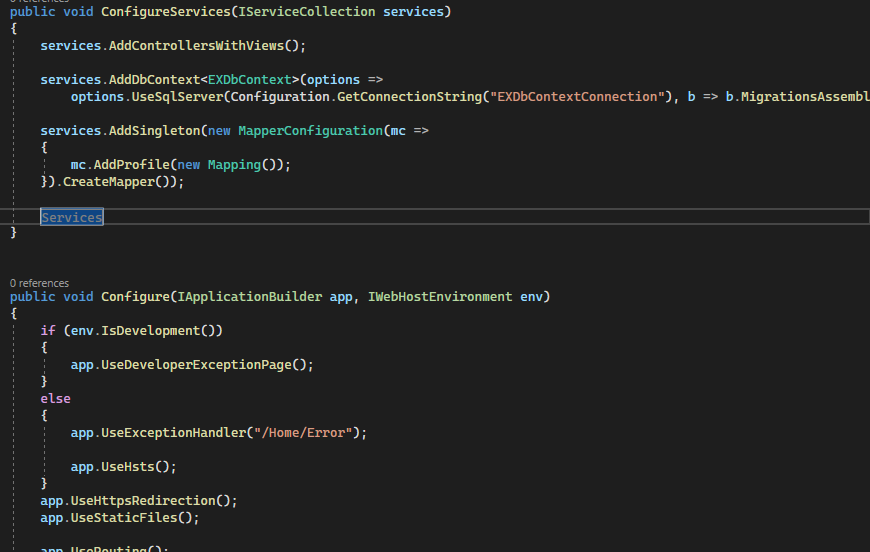 0 references
public void ConfigureServices(IServiceCollection services)
{
services.AddControllersWithViews();
services.AddDbContext<EXDbContext>(options =>
options.UseSqlServer(Configuration.GetConnectionString("EXDbContextConnection"), b => b.MigrationsAssembl
services.AddSingleton(new MapperConfiguration(mc =>
{
mc.AddProfile(new Mapping());
}).CreateMapper());
Services
}
0 references
public void Configure(IApplicationBuilder app, IWebHostEnvironment env)
{
if (env.IsDevelopment())
{
app.UseDeveloperExceptionPage();
}
else
{
app.UseExceptionHandler("/Home/Error");
app.UseHsts();
}
app.UseHttpsRedirection();
app.UseStaticFiles();
app.UseRouting();